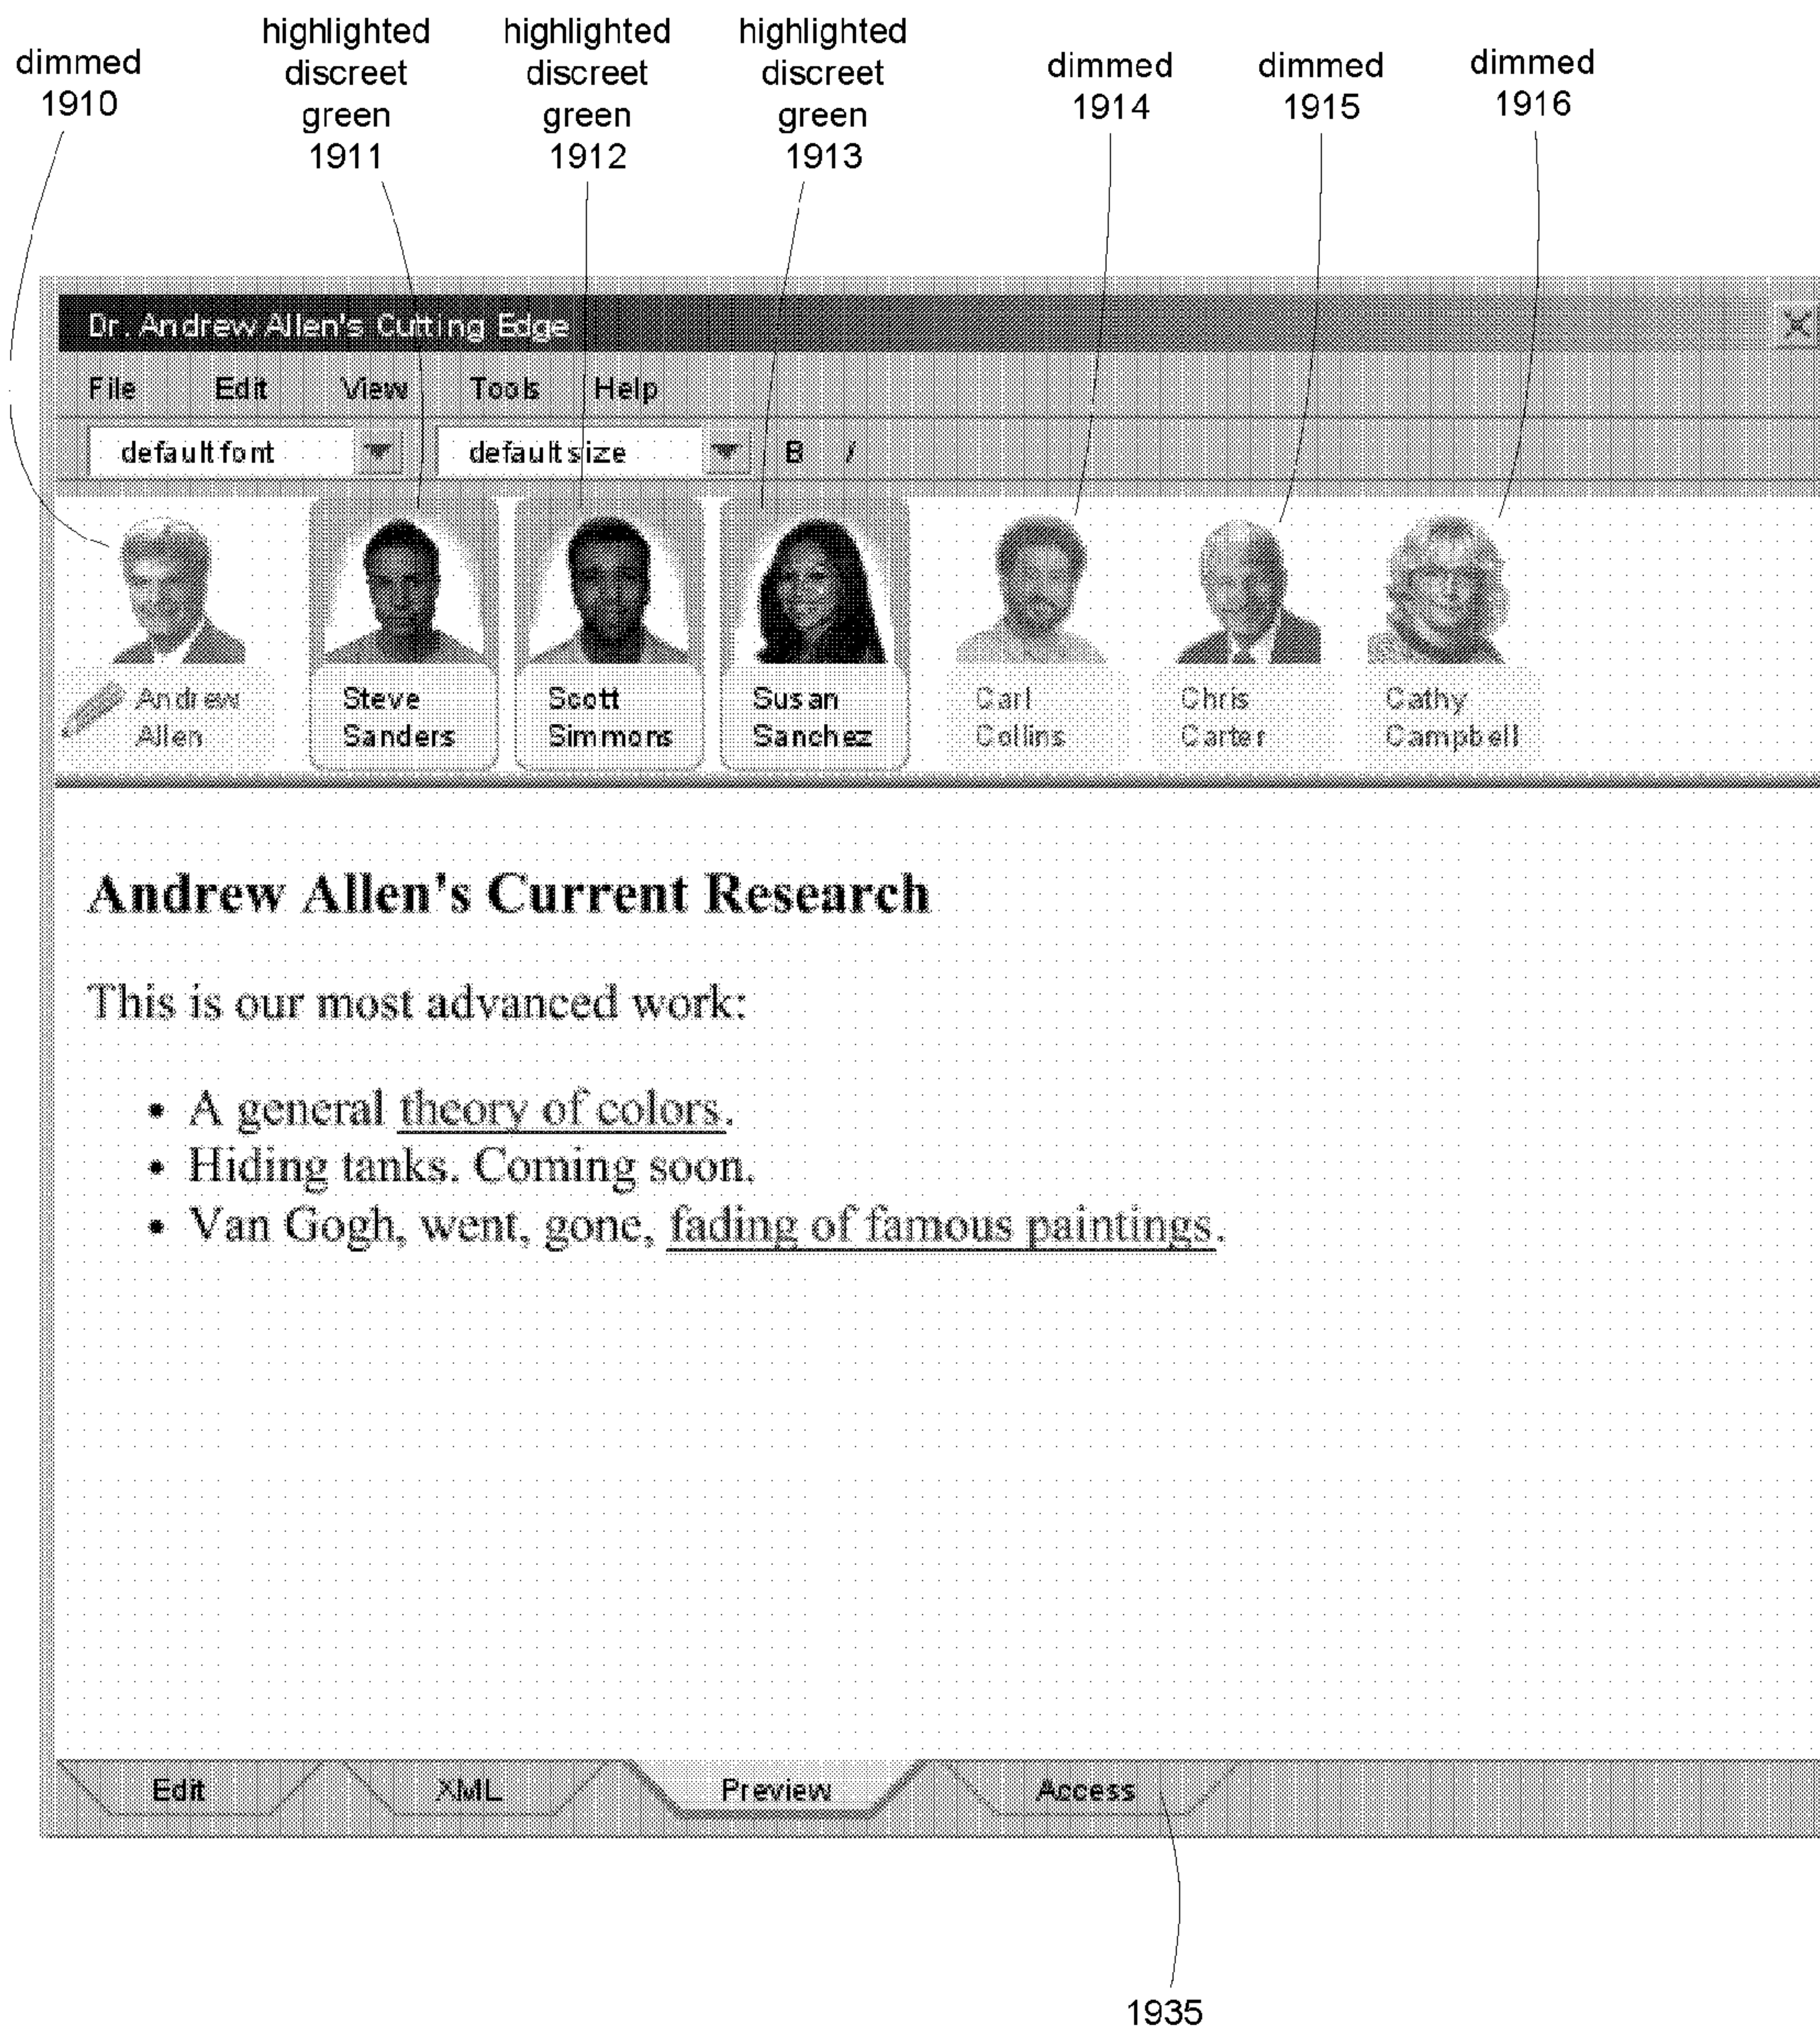 dimmed
1910
highlighted
discreet
green
1911
highlighted
discreet
green
1912
highlighted
discreet
green
1913
dimmed
1914
dimmed
1915
dimmed
1916
Dr. Andrew Allen's Cutting Edge
File Edit View Tools Help
default font default size B I
Andrew
Allen
Steve
Sanders
Scott
Simmons
Susan
Sanchez
Carl
Collins
Chris
Carter
Cathy
Campbell
Andrew Allen's Current Research
This is our most advanced work:
• A general theory of colors.
• Hiding tanks. Coming soon.
• Van Gogh, went, gone, fading of famous paintings.
Edit XML Preview Access
1935